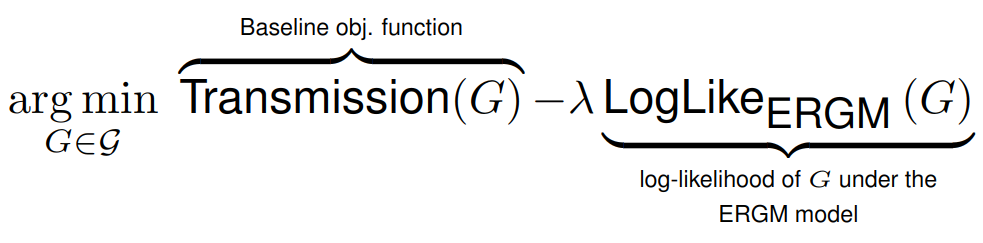 Baseline obj. function
arg min Transmission(G) −λ LogLike_ERGM (G)
G∈𝒢
log-likelihood of G under the
ERGM model